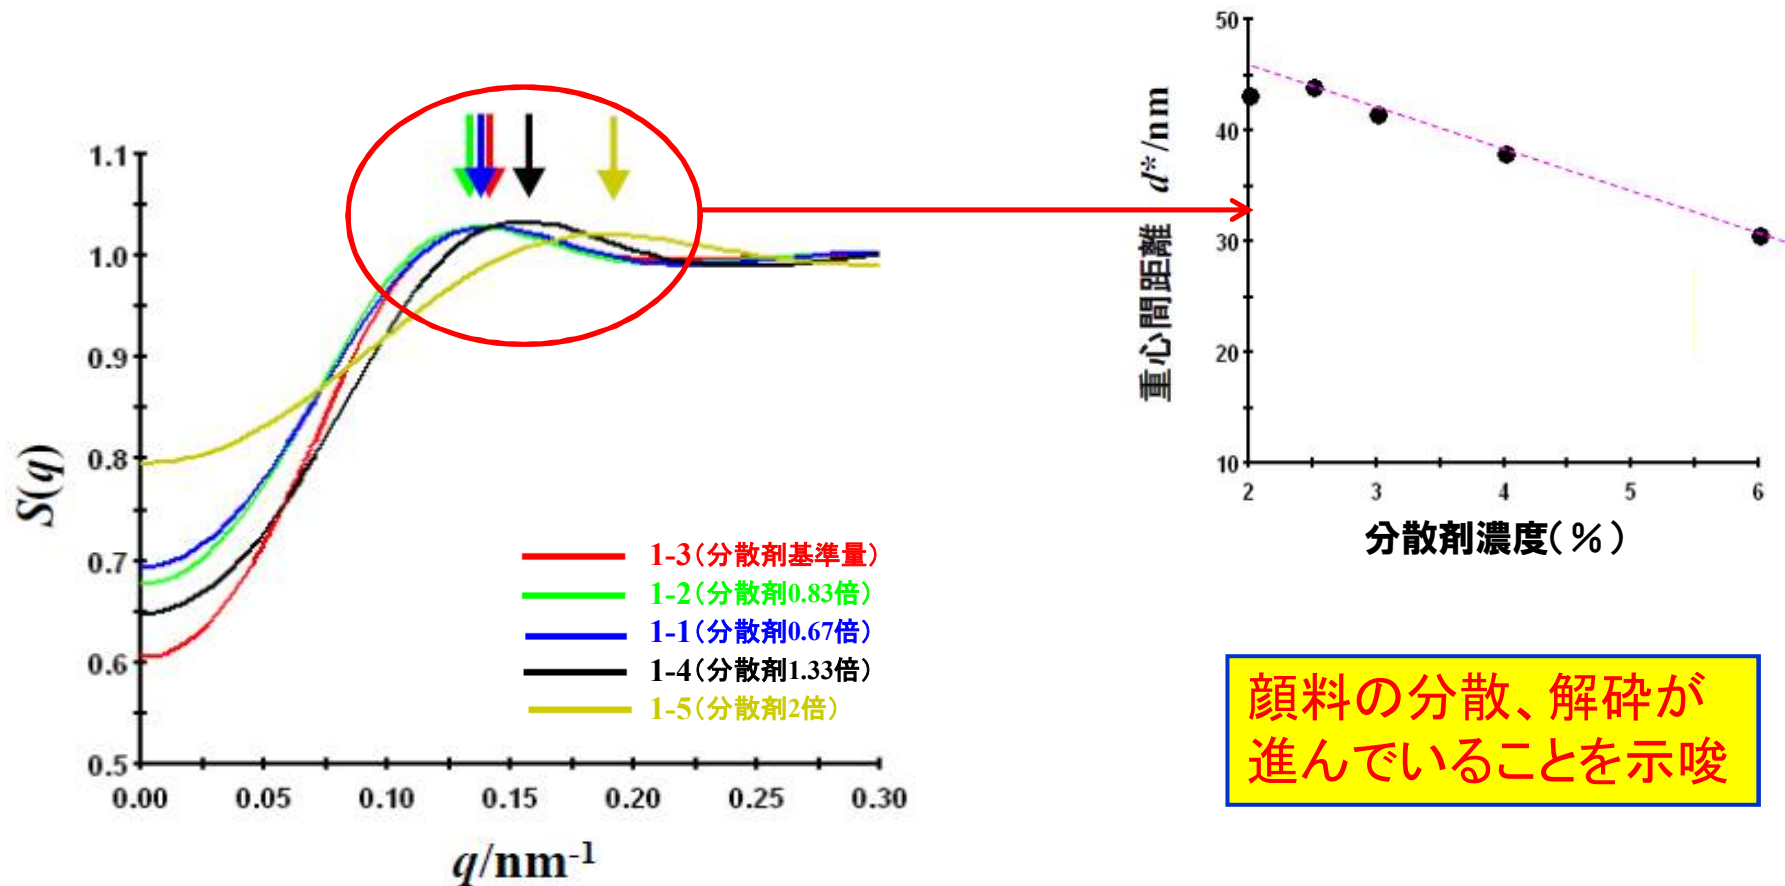 S(q)
1.1
1.0
0.9
0.8
0.7
0.6
0.5
0.00 0.05 0.10 0.15 0.20 0.25 0.30
q/nm⁻¹
1-3(分散剤基準量)
1-2(分散剤0.83倍)
1-1(分散剤0.67倍)
1-4(分散剤1.33倍)
1-5(分散剤2倍)
重心間距離 d*/nm
50
40
30
20
10
2 3 4 5 6
分散剤濃度(%)
顔料の分散、解砕が
進んでいることを示唆